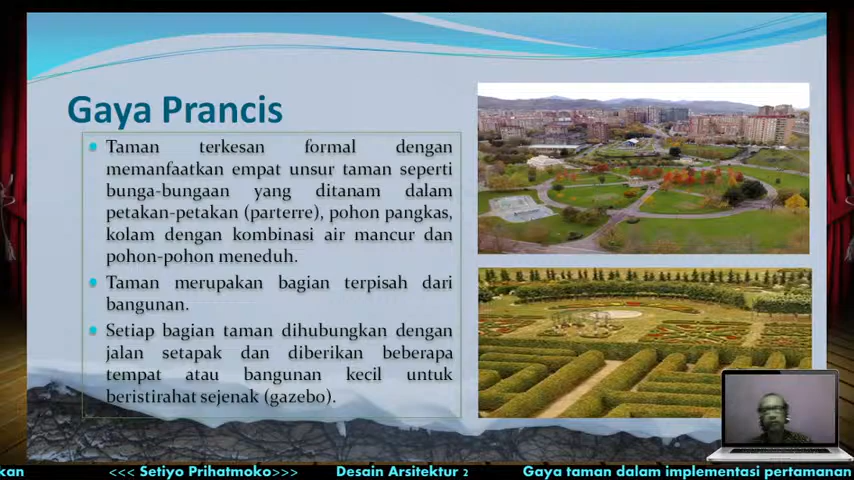 Gaya Prancis
Taman terkesan formal dengan
memanfaatkan empat unsur taman seperti
bunga-bungaan yang ditanam dalam
petakan-petakan (parterre), pohon pangkas,
kolam dengan kombinasi air mancur dan
pohon-pohon meneduh.
Taman merupakan bagian terpisah dari
bangunan.
Setiap bagian taman dihubungkan dengan
jalan setapak dan diberikan beberapa
tempat atau bangunan kecil untuk
beristirahat sejenak (gazebo).
kan <<< Setiyo Prihatmoko>>> Desain Arsitektur 2 Gaya taman dalam implementasi pertamanan